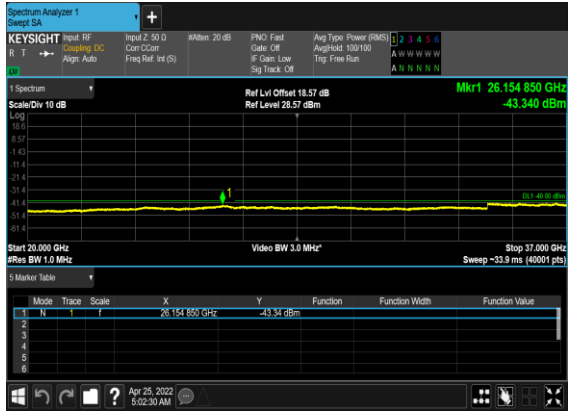 Spectrum Analyzer 1
Swept SA
+
KEYSIGHT Input: RF Input Z: 50 Ω #Atten: 20 dB PNO: Fast Avg Type: Power (RMS) 1 2 3 4 5 6
R T Coupling: DC Corr CCorr Gate: Off Avg|Hold: 100/100 A W W W W W
Align: Auto Freq Ref: Int (S) IF Gain: Low Trig: Free Run
Sig Track: Off A N N N N N
LU
1 Spectrum Ref Lvl Offset 18.57 dB Mkr1 26.154 850 GHz
Scale/Div 10 dB Ref Level 28.57 dBm -43.340 dBm
Log
18.6
8.57
-1.43
-11.4
-21.4
-31.4
1
DL1 -40.00 dBm
-41.4
-51.4
-61.4
Start 20.000 GHz Video BW 3.0 MHz* Stop 37.000 GHz
#Res BW 1.0 MHz Sweep ~33.9 ms (40001 pts)
5 Marker Table
Mode Trace Scale X Y Function Function Width Function Value
1 N 1 f 26.154 850 GHz -43.34 dBm
2
3
4
5
6
? Apr 25, 2022
5:02:30 AM